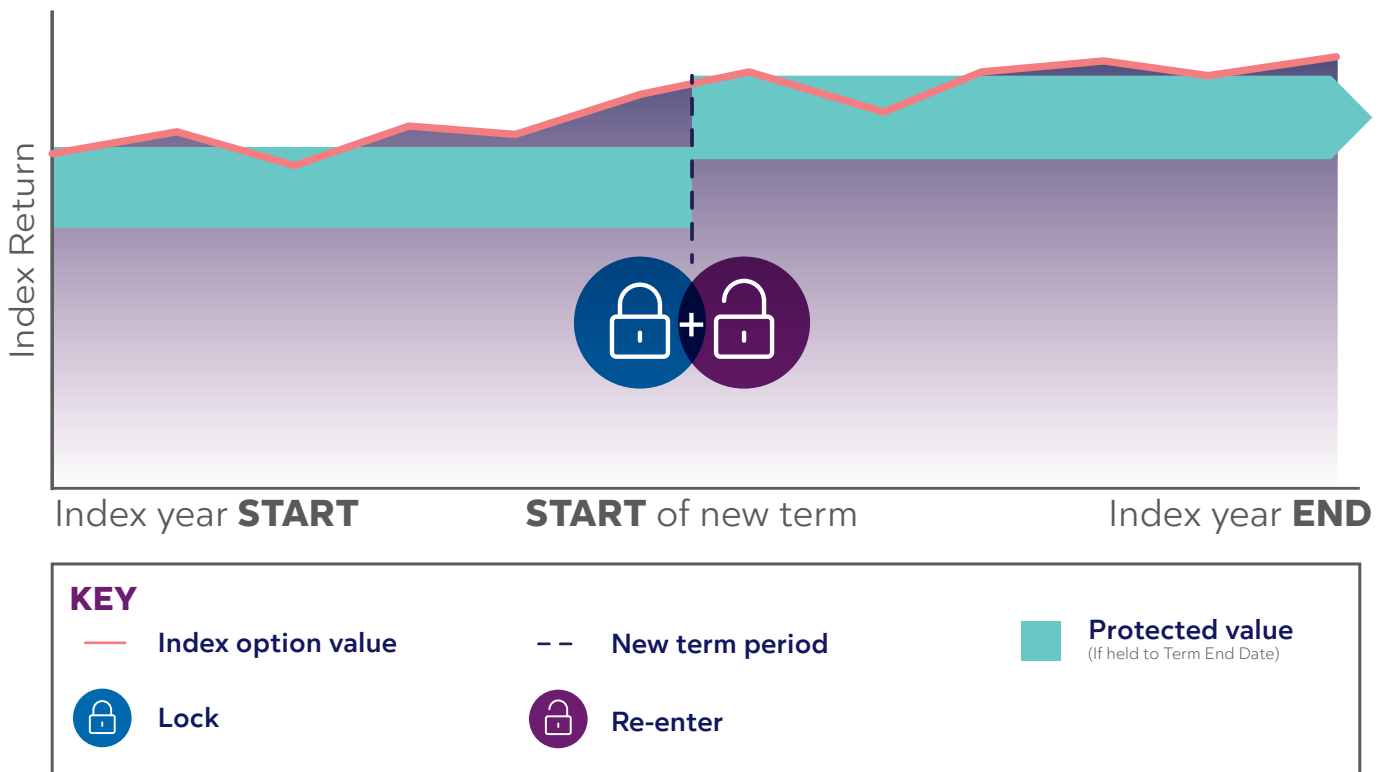 Index Return
Index year START
START of new term
Index year END
KEY
Index option value
New term period
Protected value
(If held to Term End Date)
Lock
Re-enter